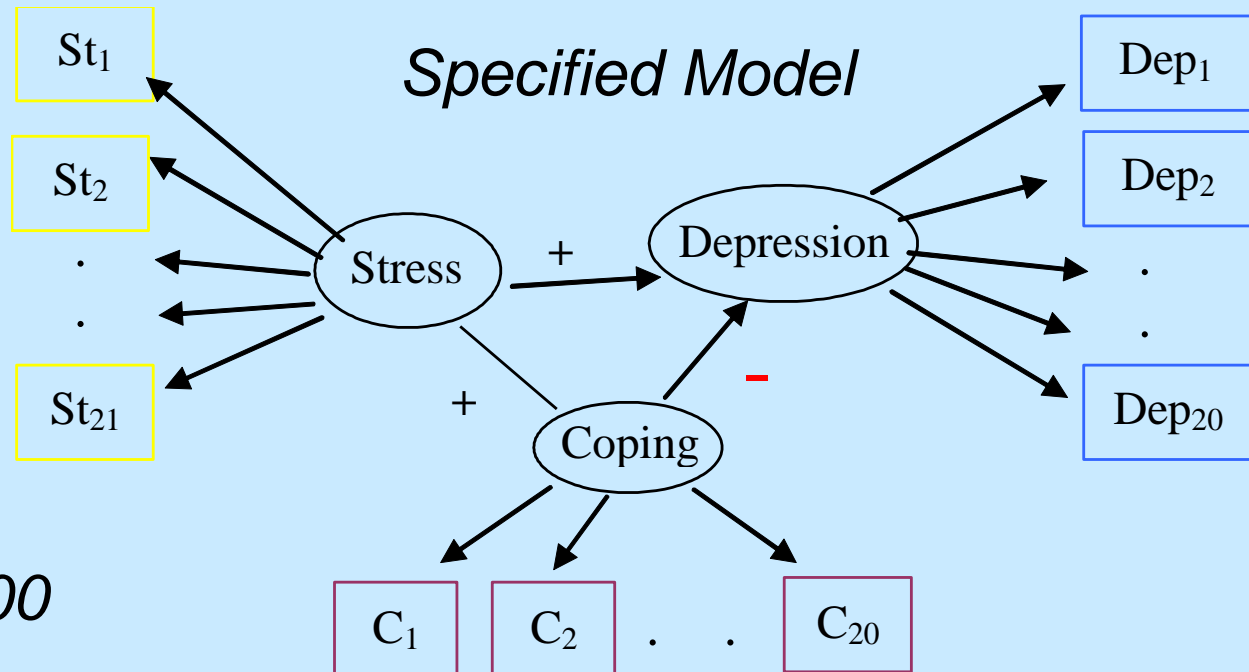 Specified Model
St₁
St₂
.
.
St₂₁
Stress
+
Depression
Dep₁
Dep₂
.
.
Dep₂₀
+
-
Coping
00
C₁ C₂ . . C₂₀